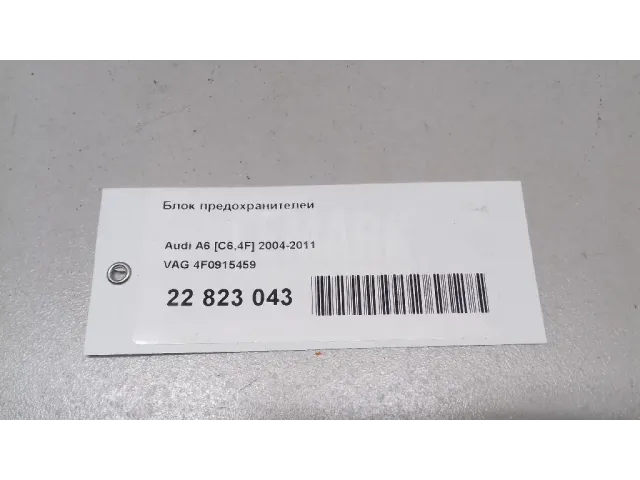 Блок предохранителей
Audi A6 [C6,4F] 2004-2011
VAG 4F0915459
22 823 043